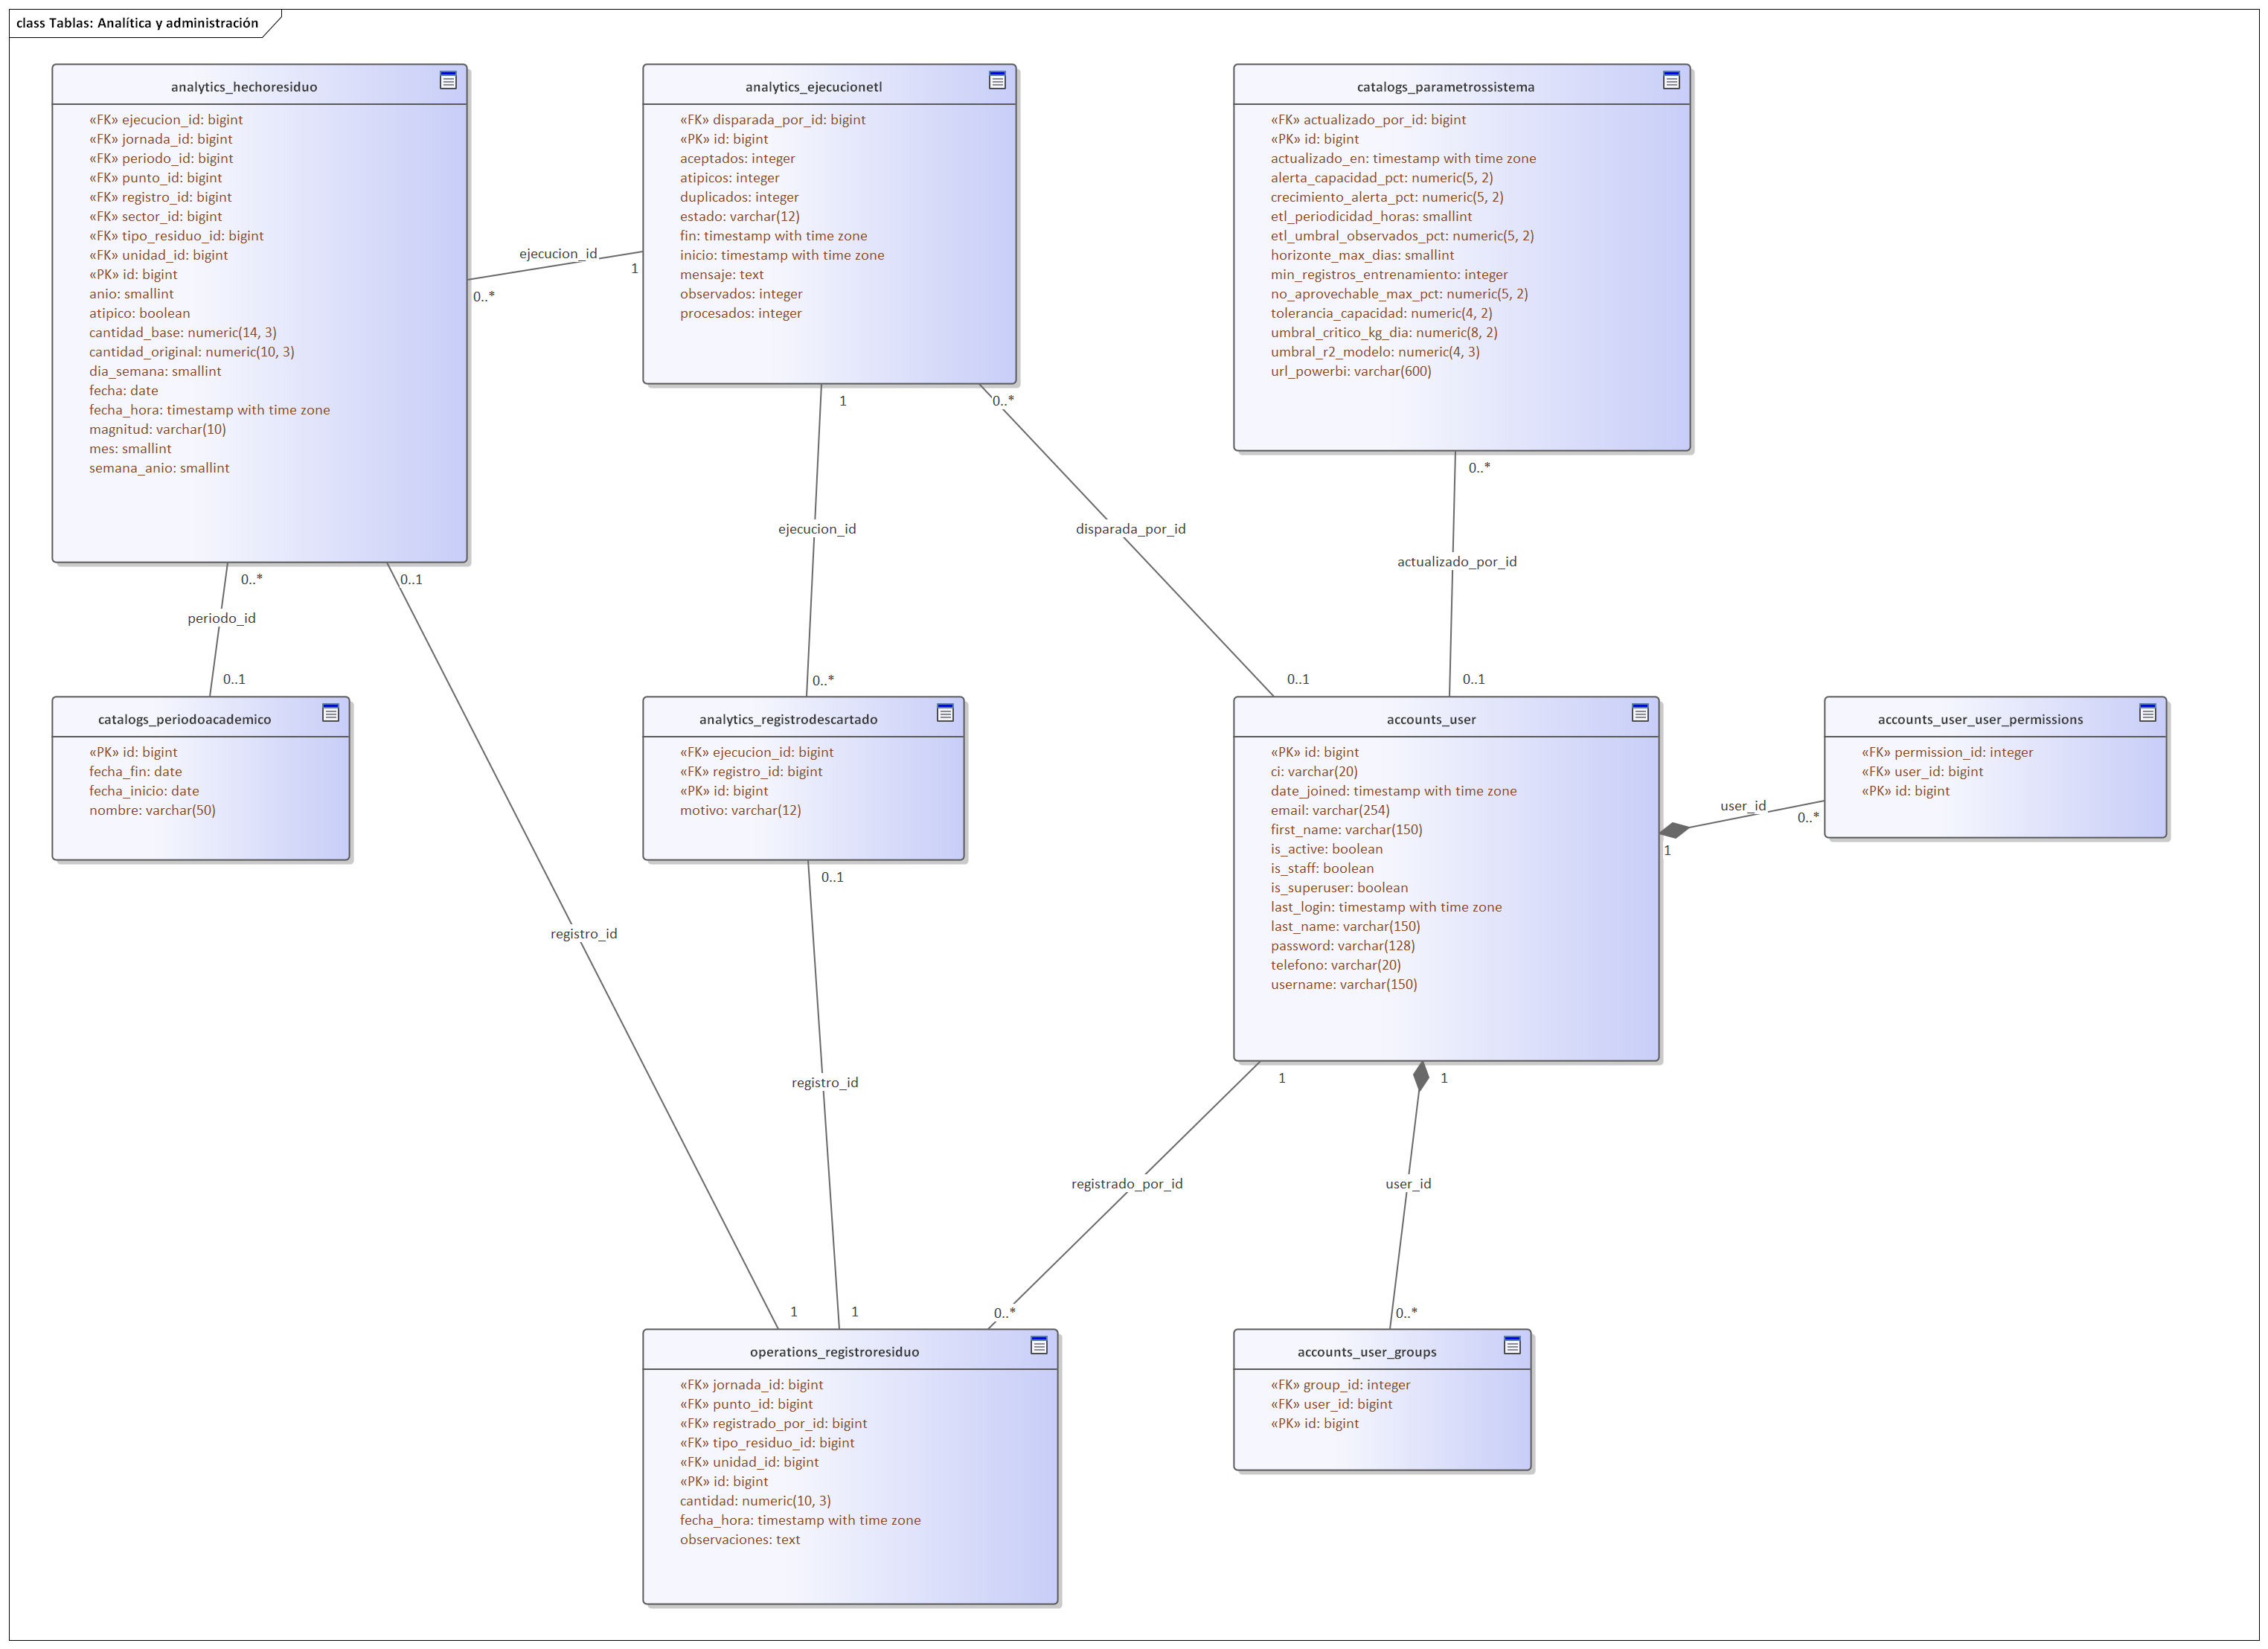 class Tablas: Analítica y administración
analytics_hechoresiduo
«FK» ejecucion_id: bigint
«FK» jornada_id: bigint
«FK» periodo_id: bigint
«FK» punto_id: bigint
«FK» registro_id: bigint
«FK» sector_id: bigint
«FK» tipo_residuo_id: bigint
«FK» unidad_id: bigint
«PK» id: bigint
anio: smallint
atipico: boolean
cantidad_base: numeric(14, 3)
cantidad_original: numeric(10, 3)
dia_semana: smallint
fecha: date
fecha_hora: timestamp with time zone
magnitud: varchar(10)
mes: smallint
semana_anio: smallint
analytics_ejecucionetl
«FK» disparada_por_id: bigint
«PK» id: bigint
aceptados: integer
atipicos: integer
duplicados: integer
estado: varchar(12)
fin: timestamp with time zone
inicio: timestamp with time zone
mensaje: text
observados: integer
procesados: integer
catalogs_parametrossistema
«FK» actualizado_por_id: bigint
«PK» id: bigint
actualizado_en: timestamp with time zone
alerta_capacidad_pct: numeric(5, 2)
crecimiento_alerta_pct: numeric(5, 2)
etl_periodicidad_horas: smallint
etl_umbral_observados_pct: numeric(5, 2)
horizonte_max_dias: smallint
min_registros_entrenamiento: integer
no_aprovechable_max_pct: numeric(5, 2)
tolerancia_capacidad: numeric(4, 2)
umbral_critico_kg_dia: numeric(8, 2)
umbral_r2_modelo: numeric(4, 3)
url_powerbi: varchar(600)
ejecucion_id
1
0..*
1
0..*
0..*
ejecucion_id
disparada_por_id
actualizado_por_id
0..*
0..1
periodo_id
0..1
0..*
0..1
0..1
catalogs_periodoacademico
«PK» id: bigint
fecha_fin: date
fecha_inicio: date
nombre: varchar(50)
analytics_registrodescartado
«FK» ejecucion_id: bigint
«FK» registro_id: bigint
«PK» id: bigint
motivo: varchar(12)
accounts_user
«PK» id: bigint
ci: varchar(20)
date_joined: timestamp with time zone
email: varchar(254)
first_name: varchar(150)
is_active: boolean
is_staff: boolean
is_superuser: boolean
last_login: timestamp with time zone
last_name: varchar(150)
password: varchar(128)
telefono: varchar(20)
username: varchar(150)
accounts_user_user_permissions
«FK» permission_id: integer
«FK» user_id: bigint
«PK» id: bigint
user_id
0..*
1
0..1
registro_id
registro_id
1
1
registrado_por_id
user_id
1
1
0..*
0..*
operations_registroresiduo
«FK» jornada_id: bigint
«FK» punto_id: bigint
«FK» registrado_por_id: bigint
«FK» tipo_residuo_id: bigint
«FK» unidad_id: bigint
«PK» id: bigint
cantidad: numeric(10, 3)
fecha_hora: timestamp with time zone
observaciones: text
accounts_user_groups
«FK» group_id: integer
«FK» user_id: bigint
«PK» id: bigint